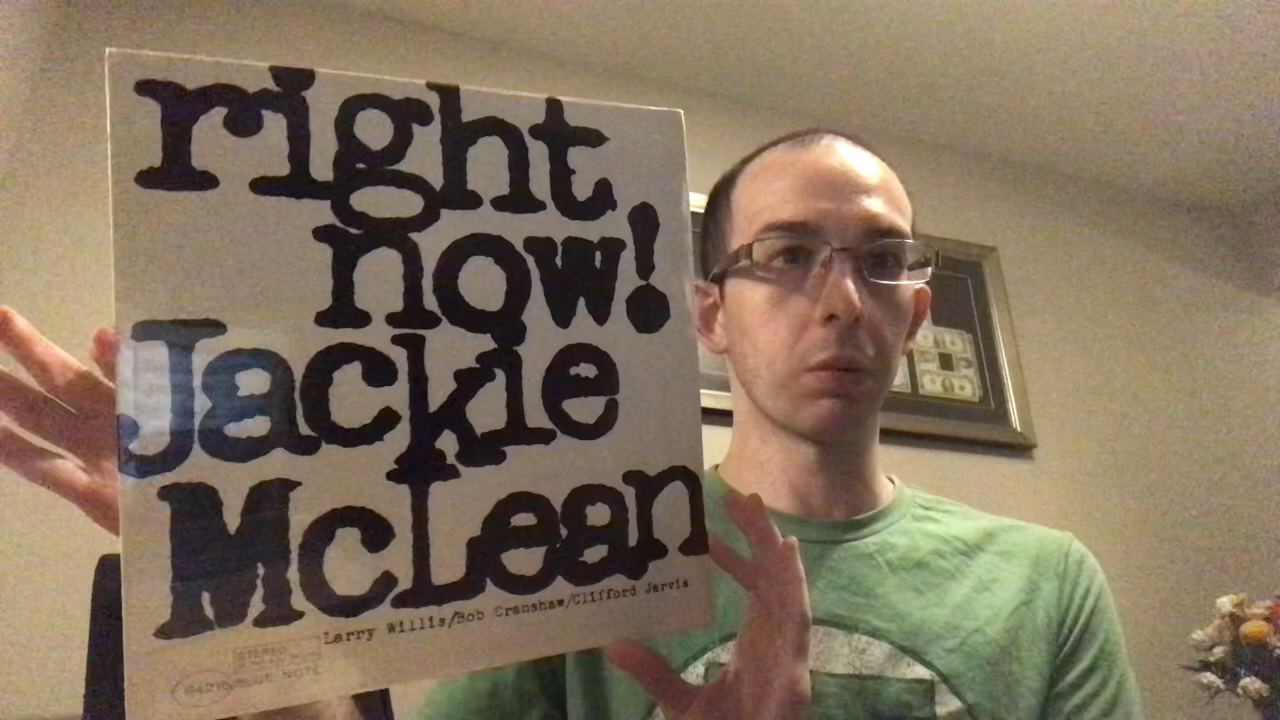 right
now!
Jackie
McLean
Larry Willis/Bob Cranshaw/Clifford Jarvis
STEREO
BLUE NOTE